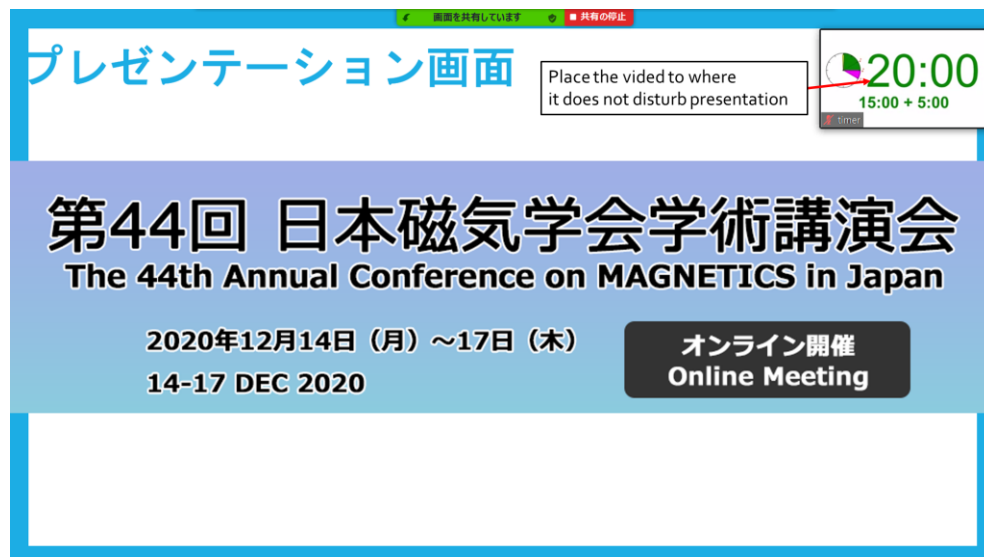 画面を共有しています
共有の停止
プレゼンテーション画面
Place the vided to where
it does not disturb presentation
20:00
15:00 + 5:00
timer
第44回 日本磁気学会学術講演会
The 44th Annual Conference on MAGNETICS in Japan
2020年12月14日（月）～17日（木）
14-17 DEC 2020
オンライン開催
Online Meeting